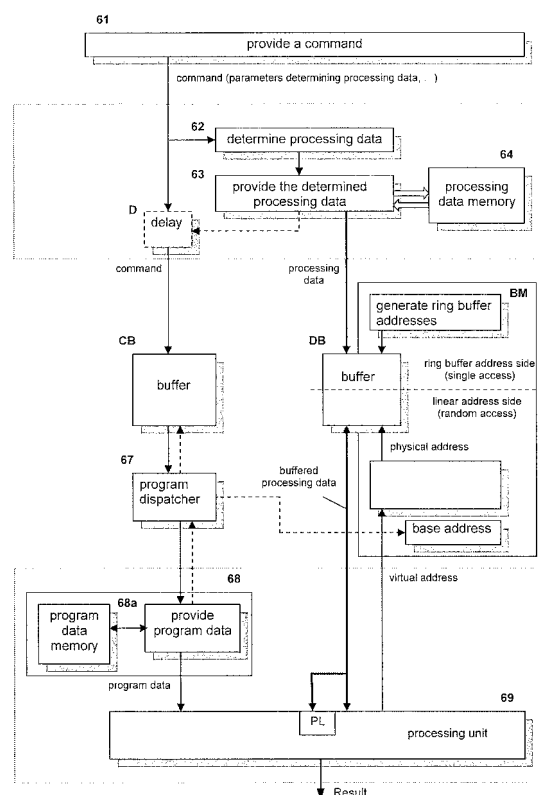 61
provide a command
command (parameters determining processing data, . . )
62
determine processing data
63
provide the determined
processing data
64
processing
data memory
D
delay
command
processing
data
BM
generate ring buffer
addresses
CB
buffer
DB
buffer
ring buffer address side
(single access)
linear address side
(random access)
67
program
dispatcher
buffered
processing data
physical address
base address
virtual address
68
68a
program
data
memory
provide
program data
program data
69
PL
processing unit
Result